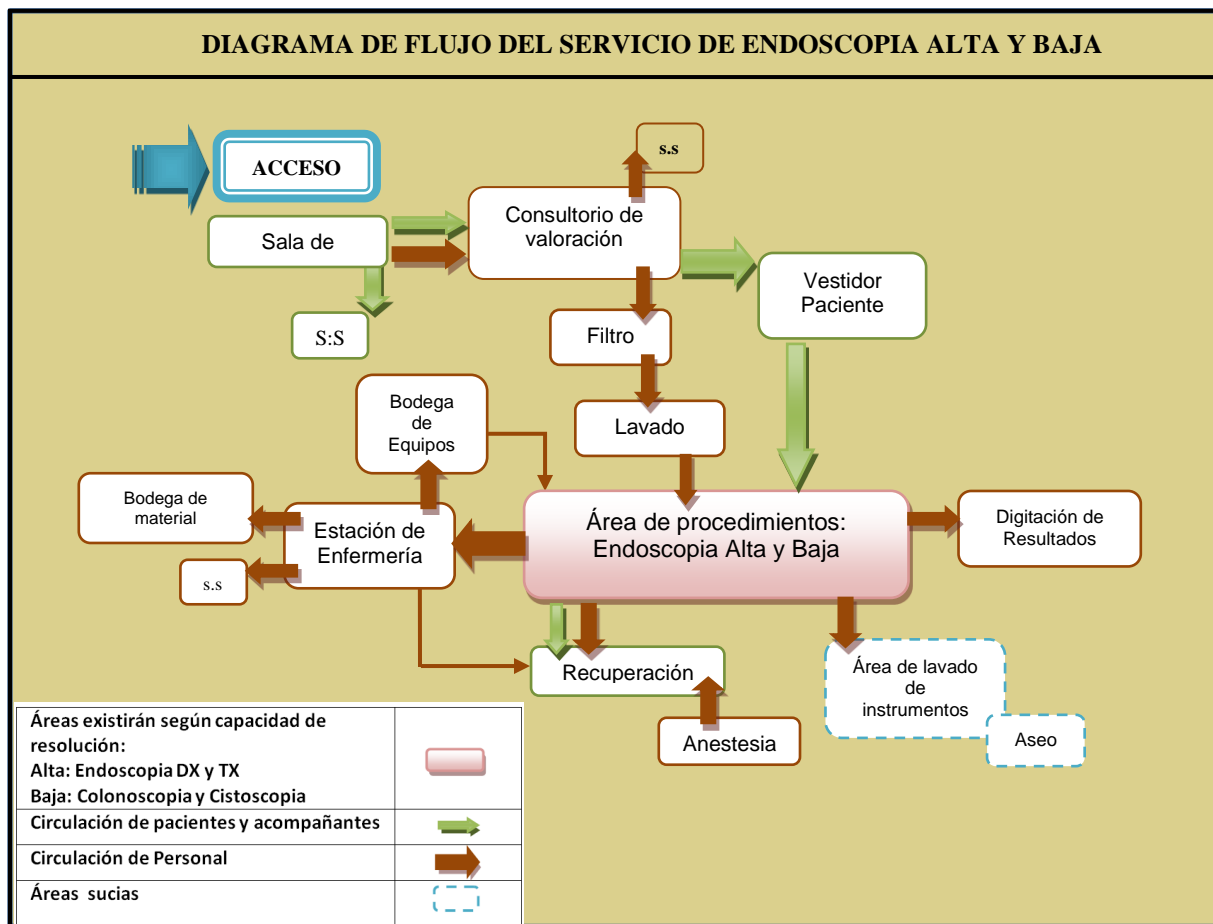 DIAGRAMA DE FLUJO DEL SERVICIO DE ENDOSCOPIA ALTA Y BAJA
ACCESO
s.s
Consultorio de
valoración
Sala de
Vestidor
Paciente
S:S
Filtro
Bodega
de
Equipos
Lavado
Bodega de
material
Estación de
Enfermería
Área de procedimientos:
Endoscopia Alta y Baja
Digitación de
Resultados
s.s
Recuperación
Área de lavado
de
instrumentos
Anestesia
Aseo
Áreas existirán según capacidad de
resolución:
Alta: Endoscopia DX y TX
Baja: Colonoscopia y Cistoscopia
Circulación de pacientes y acompañantes
Circulación de Personal
Áreas sucias